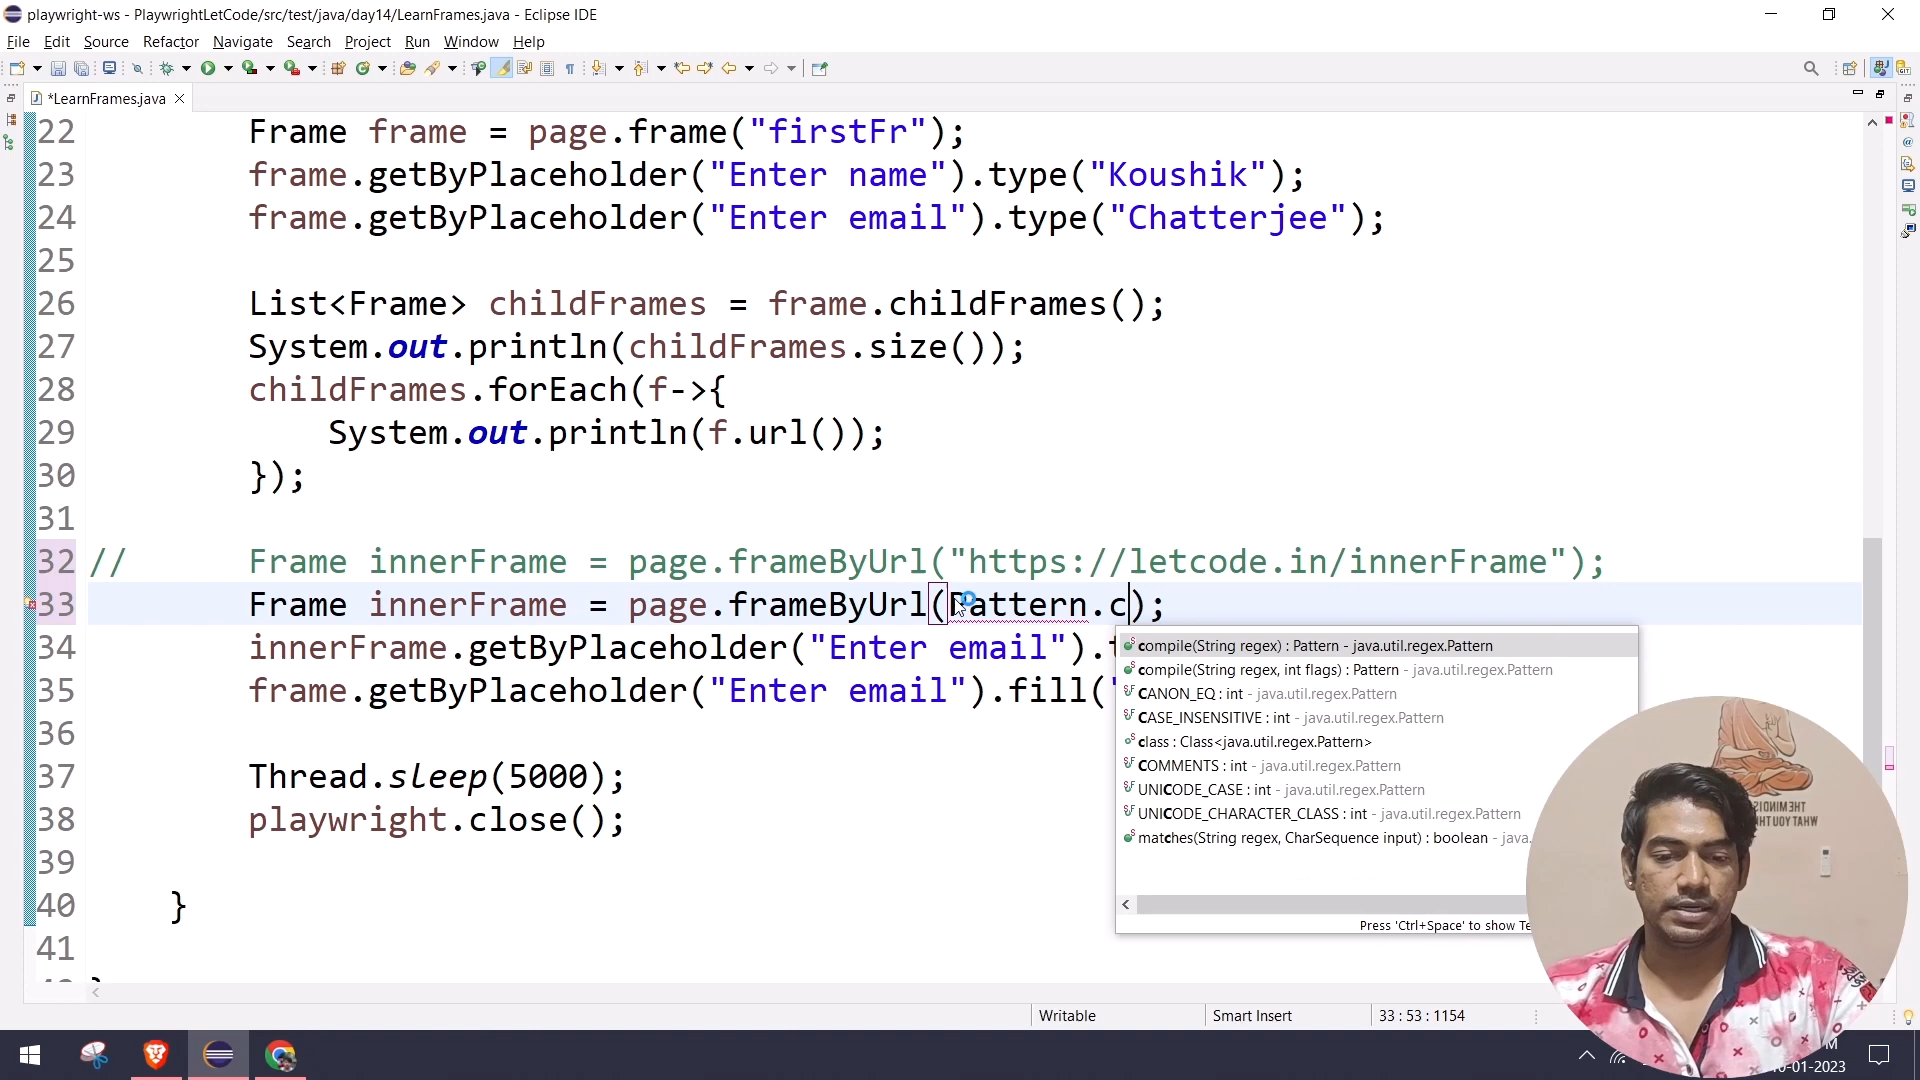 playwright-ws - PlaywrightLetCode/src/test/java/day14/LearnFrames.java - Eclipse IDE
File Edit Source Refactor Navigate Search Project Run Window Help
*LearnFrames.java
22 Frame frame = page.frame("firstFr");
23 frame.getByPlaceholder("Enter name").type("Koushik");
24 frame.getByPlaceholder("Enter email").type("Chatterjee");
25
26 List<Frame> childFrames = frame.childFrames();
27 System.out.println(childFrames.size());
28 childFrames.forEach(f->{
29 System.out.println(f.url());
30 });
31
32 // Frame innerFrame = page.frameByUrl("https://letcode.in/innerFrame");
33 Frame innerFrame = page.frameByUrl(Pattern.c);
34 innerFrame.getByPlaceholder("Enter email").t
35 frame.getByPlaceholder("Enter email").fill("
36
37 Thread.sleep(5000);
38 playwright.close();
39
40 }
41
compile(String regex) : Pattern - java.util.regex.Pattern
compile(String regex, int flags) : Pattern - java.util.regex.Pattern
CANON_EQ : int - java.util.regex.Pattern
CASE_INSENSITIVE : int - java.util.regex.Pattern
class : Class<java.util.regex.Pattern>
COMMENTS : int - java.util.regex.Pattern
UNICODE_CASE : int - java.util.regex.Pattern
UNICODE_CHARACTER_CLASS : int - java.util.regex.Pattern
matches(String regex, CharSequence input) : boolean - java.
Press 'Ctrl+Space' to show Te
Writable Smart Insert 33 : 53 : 1154